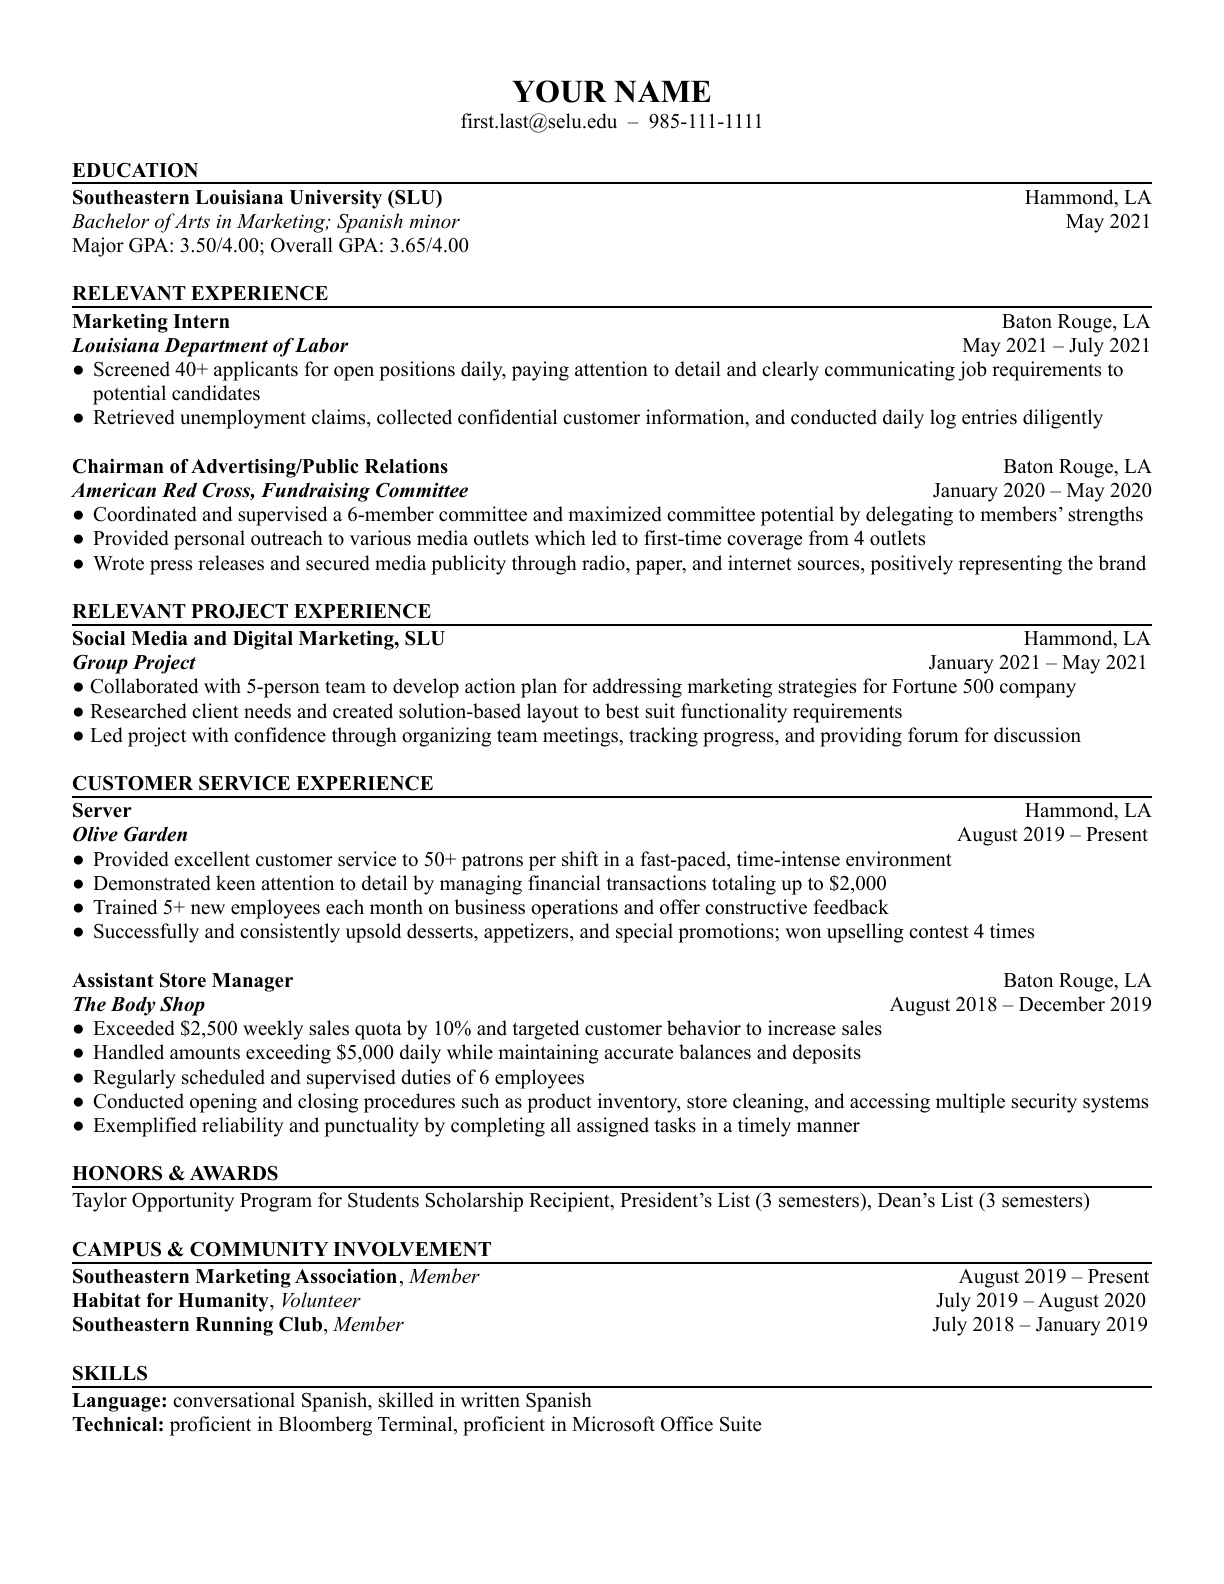 YOUR NAME
first.last@selu.edu – 985-111-1111
EDUCATION
Southeastern Louisiana University (SLU) Hammond, LA
Bachelor of Arts in Marketing; Spanish minor May 2021
Major GPA: 3.50/4.00; Overall GPA: 3.65/4.00
RELEVANT EXPERIENCE
Marketing Intern Baton Rouge, LA
Louisiana Department of Labor May 2021 – July 2021
● Screened 40+ applicants for open positions daily, paying attention to detail and clearly communicating job requirements to
potential candidates
● Retrieved unemployment claims, collected confidential customer information, and conducted daily log entries diligently
Chairman of Advertising/Public Relations Baton Rouge, LA
American Red Cross, Fundraising Committee January 2020 – May 2020
● Coordinated and supervised a 6-member committee and maximized committee potential by delegating to members’ strengths
● Provided personal outreach to various media outlets which led to first-time coverage from 4 outlets
● Wrote press releases and secured media publicity through radio, paper, and internet sources, positively representing the brand
RELEVANT PROJECT EXPERIENCE
Social Media and Digital Marketing, SLU Hammond, LA
Group Project January 2021 – May 2021
● Collaborated with 5-person team to develop action plan for addressing marketing strategies for Fortune 500 company
● Researched client needs and created solution-based layout to best suit functionality requirements
● Led project with confidence through organizing team meetings, tracking progress, and providing forum for discussion
CUSTOMER SERVICE EXPERIENCE
Server Hammond, LA
Olive Garden August 2019 – Present
● Provided excellent customer service to 50+ patrons per shift in a fast-paced, time-intense environment
● Demonstrated keen attention to detail by managing financial transactions totaling up to $2,000
● Trained 5+ new employees each month on business operations and offer constructive feedback
● Successfully and consistently upsold desserts, appetizers, and special promotions; won upselling contest 4 times
Assistant Store Manager Baton Rouge, LA
The Body Shop August 2018 – December 2019
● Exceeded $2,500 weekly sales quota by 10% and targeted customer behavior to increase sales
● Handled amounts exceeding $5,000 daily while maintaining accurate balances and deposits
● Regularly scheduled and supervised duties of 6 employees
● Conducted opening and closing procedures such as product inventory, store cleaning, and accessing multiple security systems
● Exemplified reliability and punctuality by completing all assigned tasks in a timely manner
HONORS & AWARDS
Taylor Opportunity Program for Students Scholarship Recipient, President’s List (3 semesters), Dean’s List (3 semesters)
CAMPUS & COMMUNITY INVOLVEMENT
Southeastern Marketing Association, Member August 2019 – Present
Habitat for Humanity, Volunteer July 2019 – August 2020
Southeastern Running Club, Member July 2018 – January 2019
SKILLS
Language: conversational Spanish, skilled in written Spanish
Technical: proficient in Bloomberg Terminal, proficient in Microsoft Office Suite